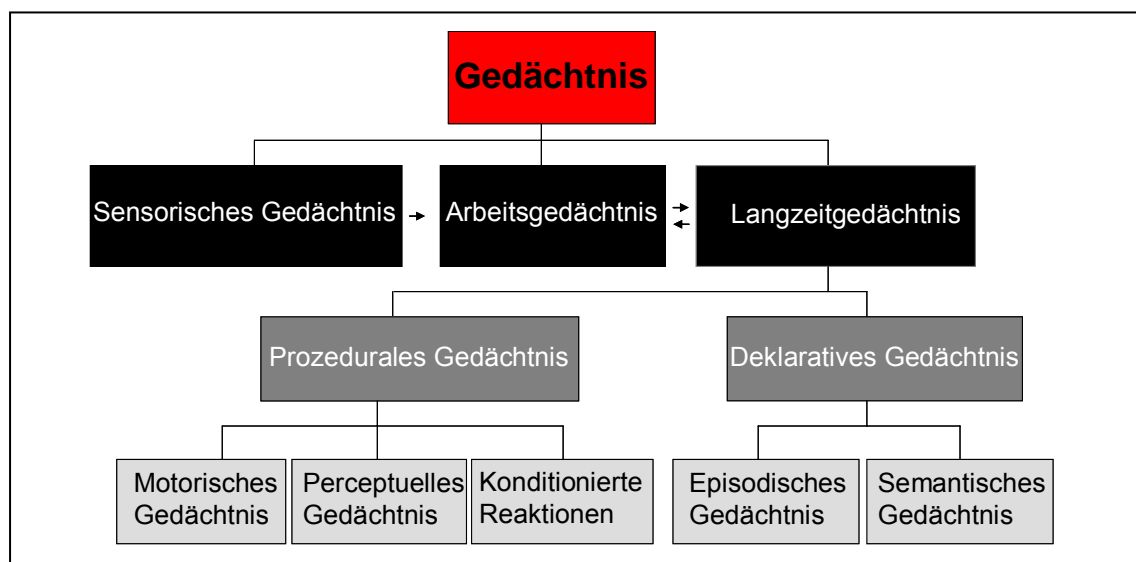 Gedächtnis
Sensorisches Gedächtnis
Arbeitsgedächtnis
Langzeitgedächtnis
Prozedurales Gedächtnis
Deklaratives Gedächtnis
Motorisches
Gedächtnis
Perceptuelles
Gedächtnis
Konditionierte
Reaktionen
Episodisches
Gedächtnis
Semantisches
Gedächtnis